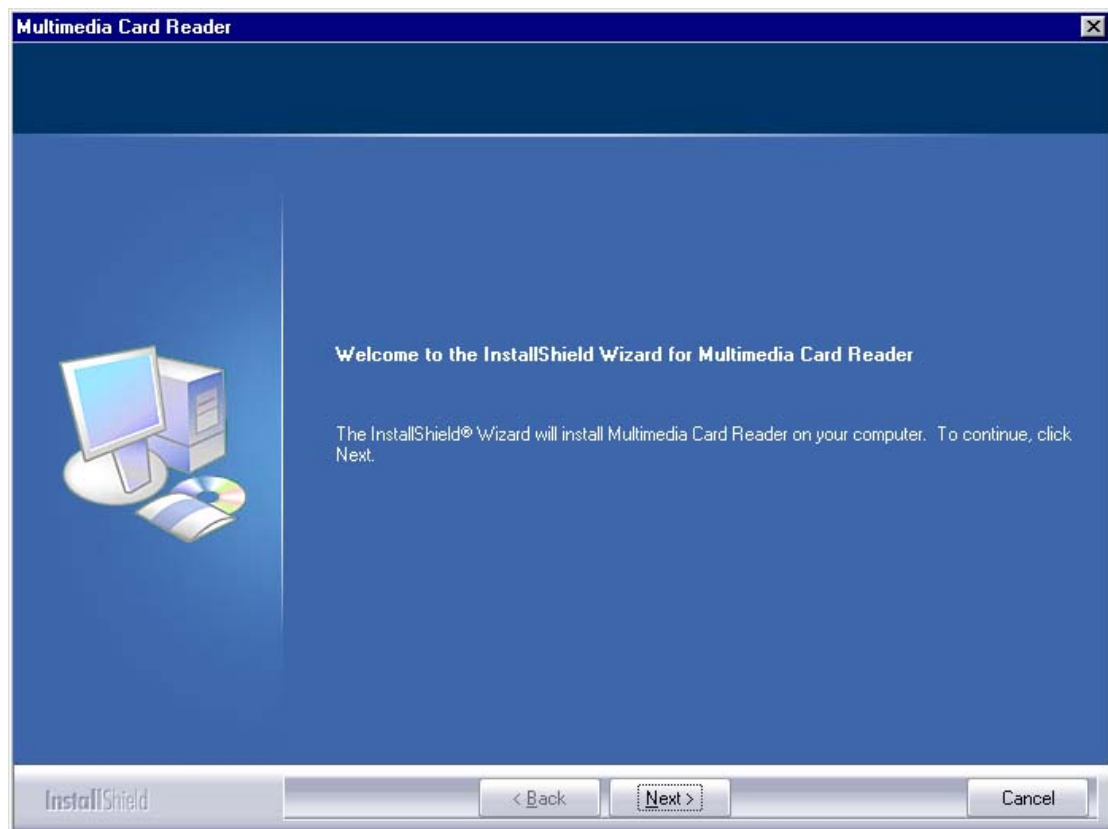 Multimedia Card Reader
Welcome to the InstallShield Wizard for Multimedia Card Reader
The InstallShield® Wizard will install Multimedia Card Reader on your computer.  To continue, click
Next.
InstallShield
< Back
Next >
Cancel